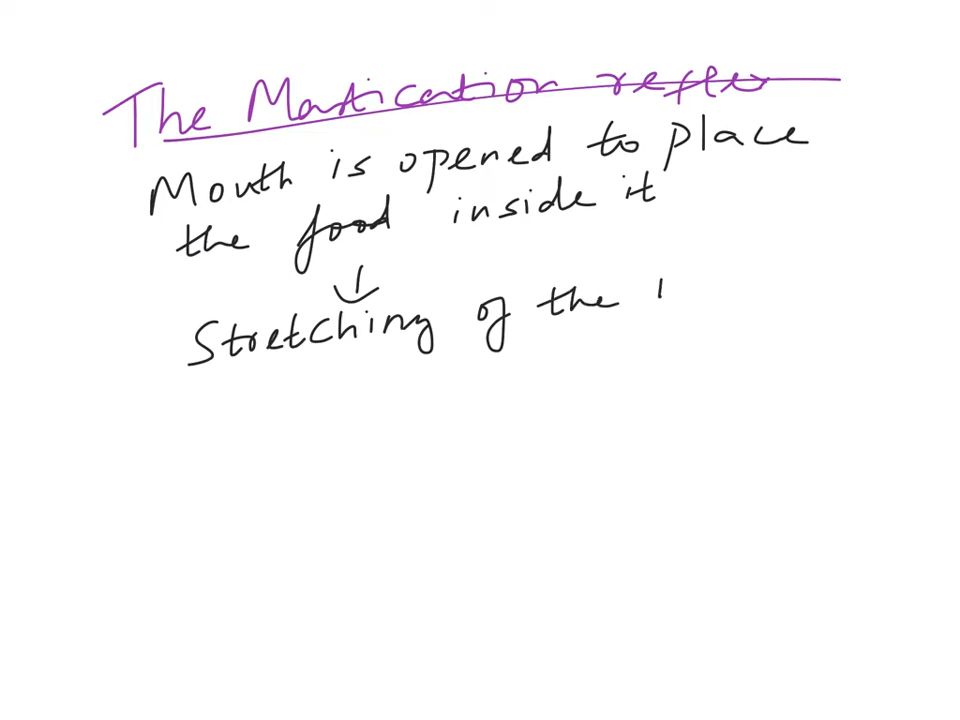 The Mastication reflex
Mouth is opened to place
the food inside it
↓
Stretching of the